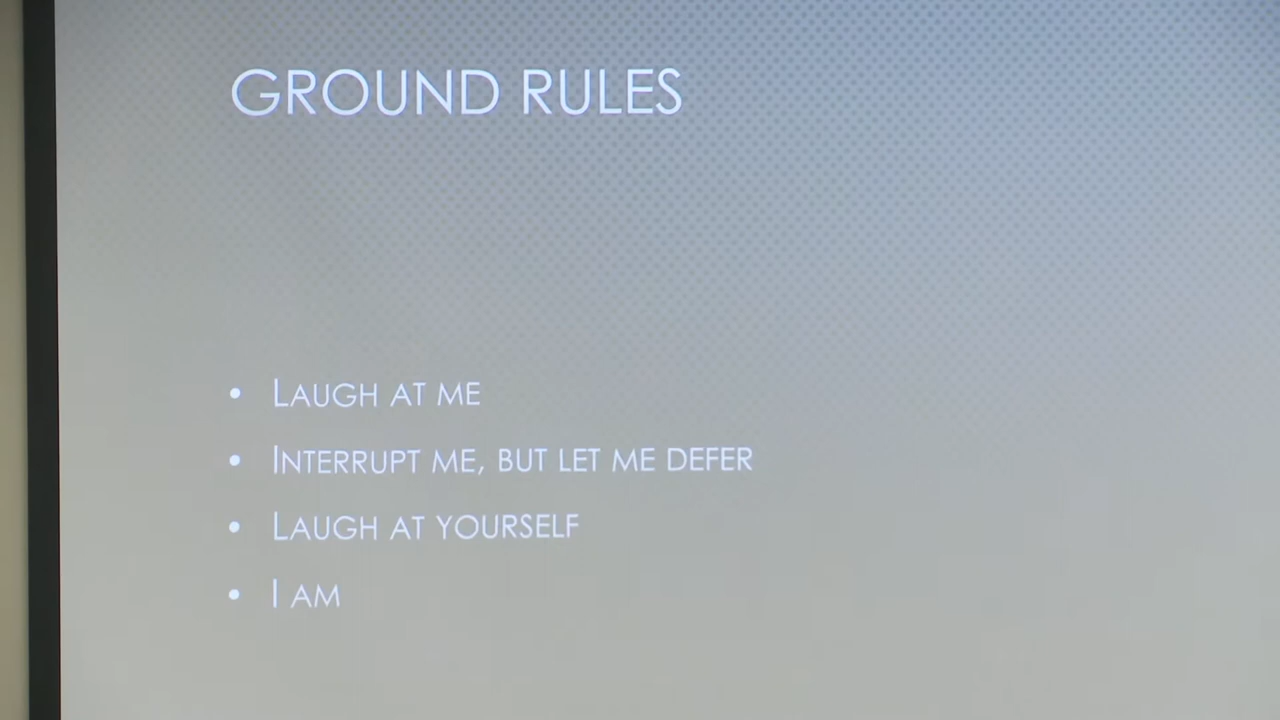 GROUND RULES
• LAUGH AT ME
• INTERRUPT ME, BUT LET ME DEFER
• LAUGH AT YOURSELF
• I AM